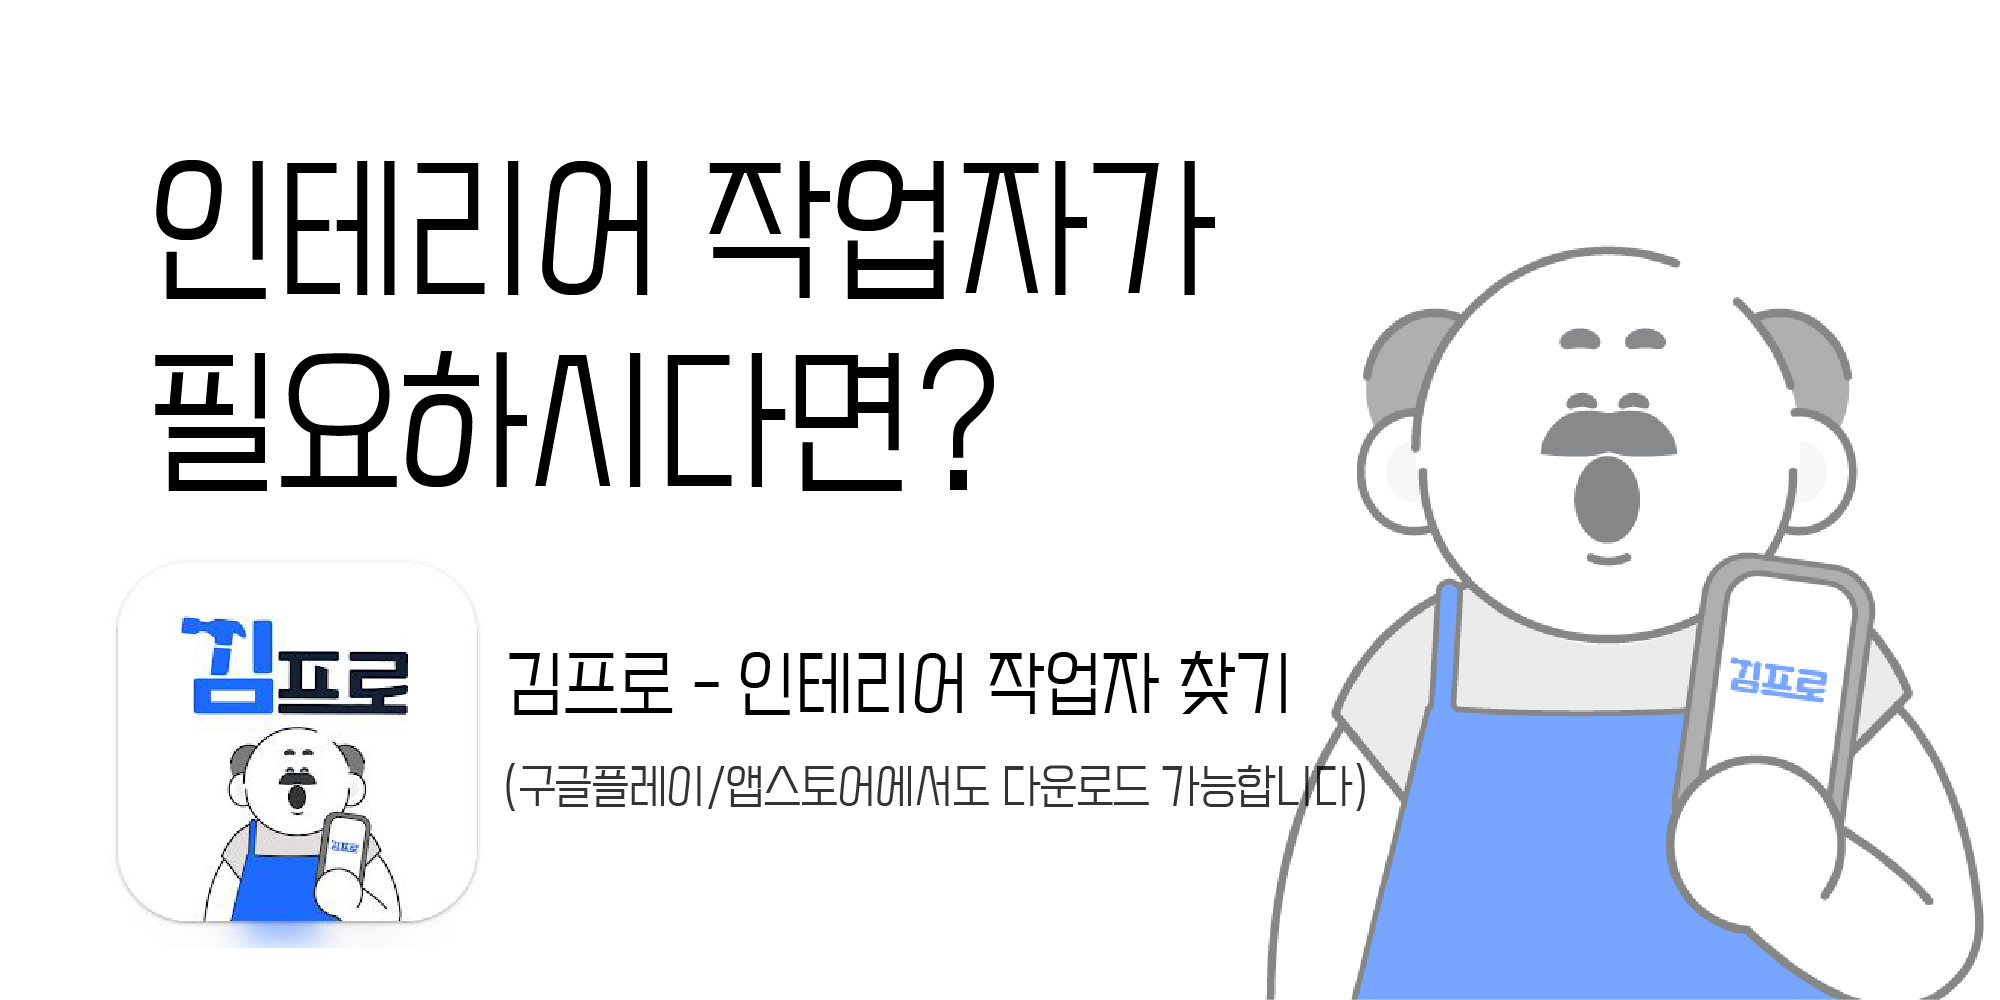 인테리어 작업자가
필요하시다면?
김프로
김프로 - 인테리어 작업자 찾기
김프로
(구글플레이/앱스토어에서도 다운로드 가능합니다)
김프로